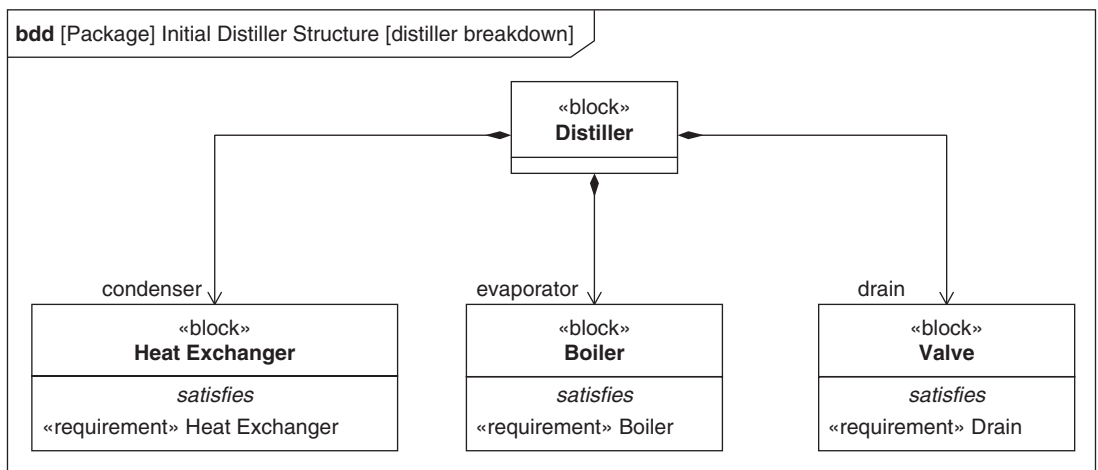 bdd [Package] Initial Distiller Structure [distiller breakdown]
«block»
Distiller
condenser
evaporator
drain
«block»
Heat Exchanger
satisfies
«requirement» Heat Exchanger
«block»
Boiler
satisfies
«requirement» Boiler
«block»
Valve
satisfies
«requirement» Drain